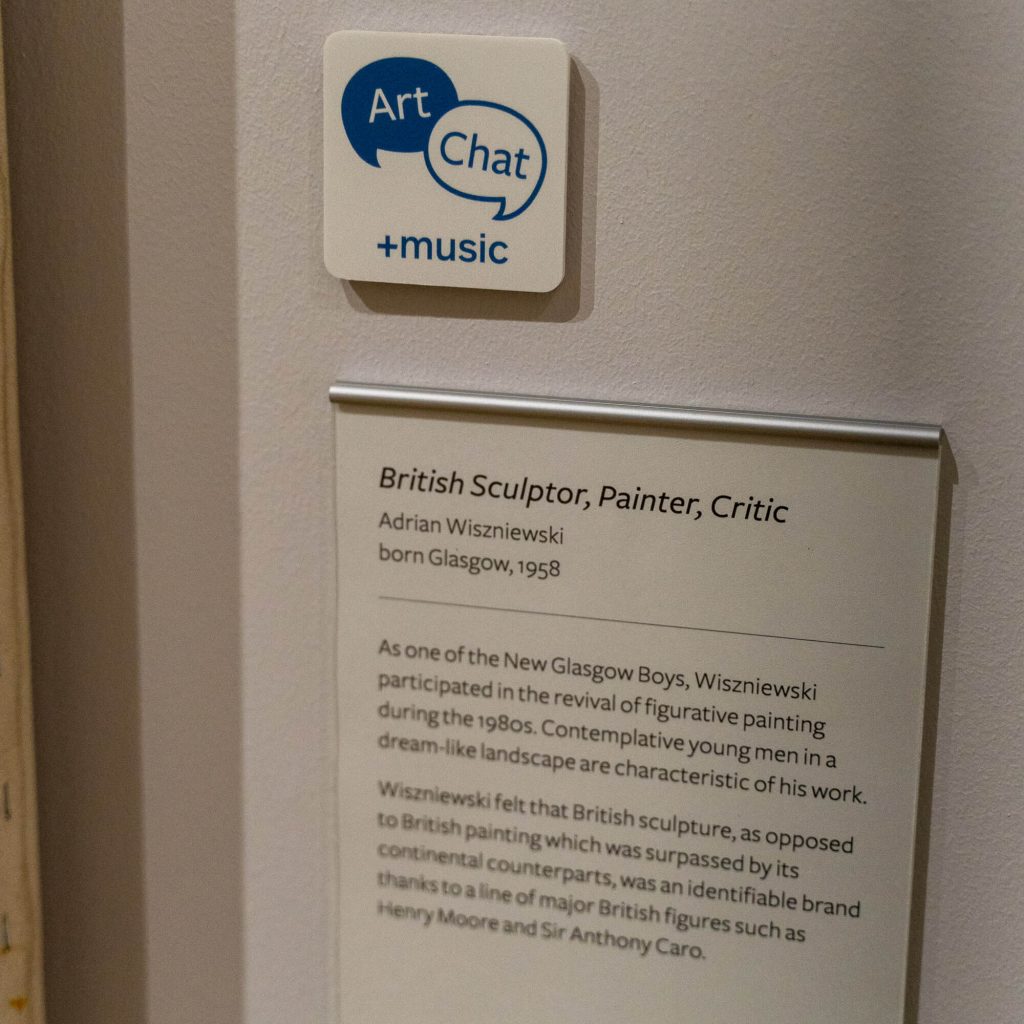 Art
Chat
+music
British Sculptor, Painter, Critic
Adrian Wiszniewski
born Glasgow, 1958
As one of the New Glasgow Boys, Wiszniewski
participated in the revival of figurative painting
during the 1980s. Contemplative young men in a
dream-like landscape are characteristic of his work.
Wiszniewski felt that British sculpture, as opposed
to British painting which was surpassed by its
continental counterparts, was an identifiable brand
thanks to a line of major British figures such as
Henry Moore and Sir Anthony Caro.